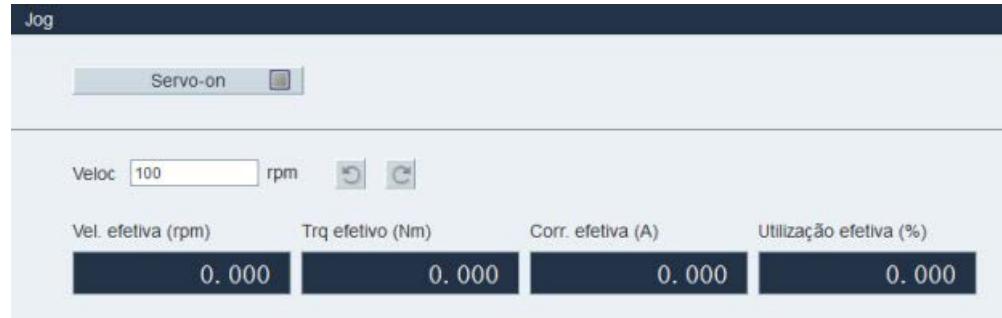 Jog
Servo-on
Veloc 100 rpm
Vel. efetiva (rpm) Trq efetivo (Nm) Corr. efetiva (A) Utilização efetiva (%)
0.000 0.000 0.000 0.000